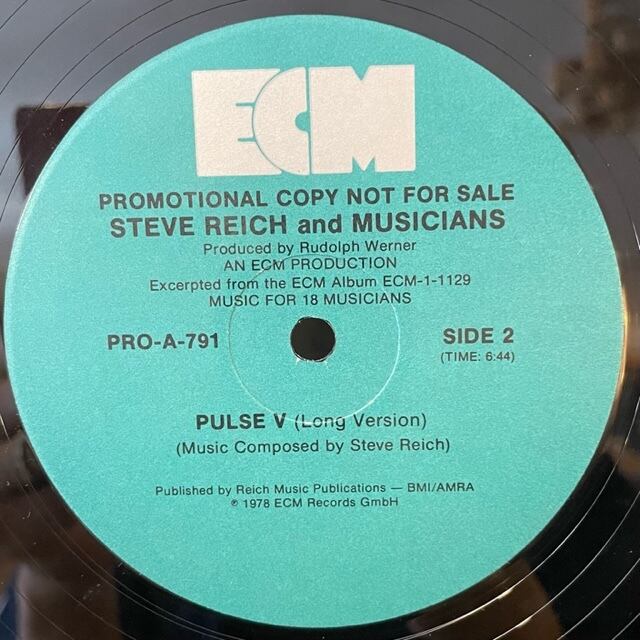 ECM
PROMOTIONAL COPY NOT FOR SALE
STEVE REICH and MUSICIANS
Produced by Rudolph Werner
AN ECM PRODUCTION
Excerpted from the ECM Album ECM-1-1129
MUSIC FOR 18 MUSICIANS
PRO-A-791
SIDE 2
(TIME: 6:44)
PULSE V (Long Version)
(Music Composed by Steve Reich)
Published by Reich Music Publications — BMI/AMRA
℗ 1978 ECM Records GmbH